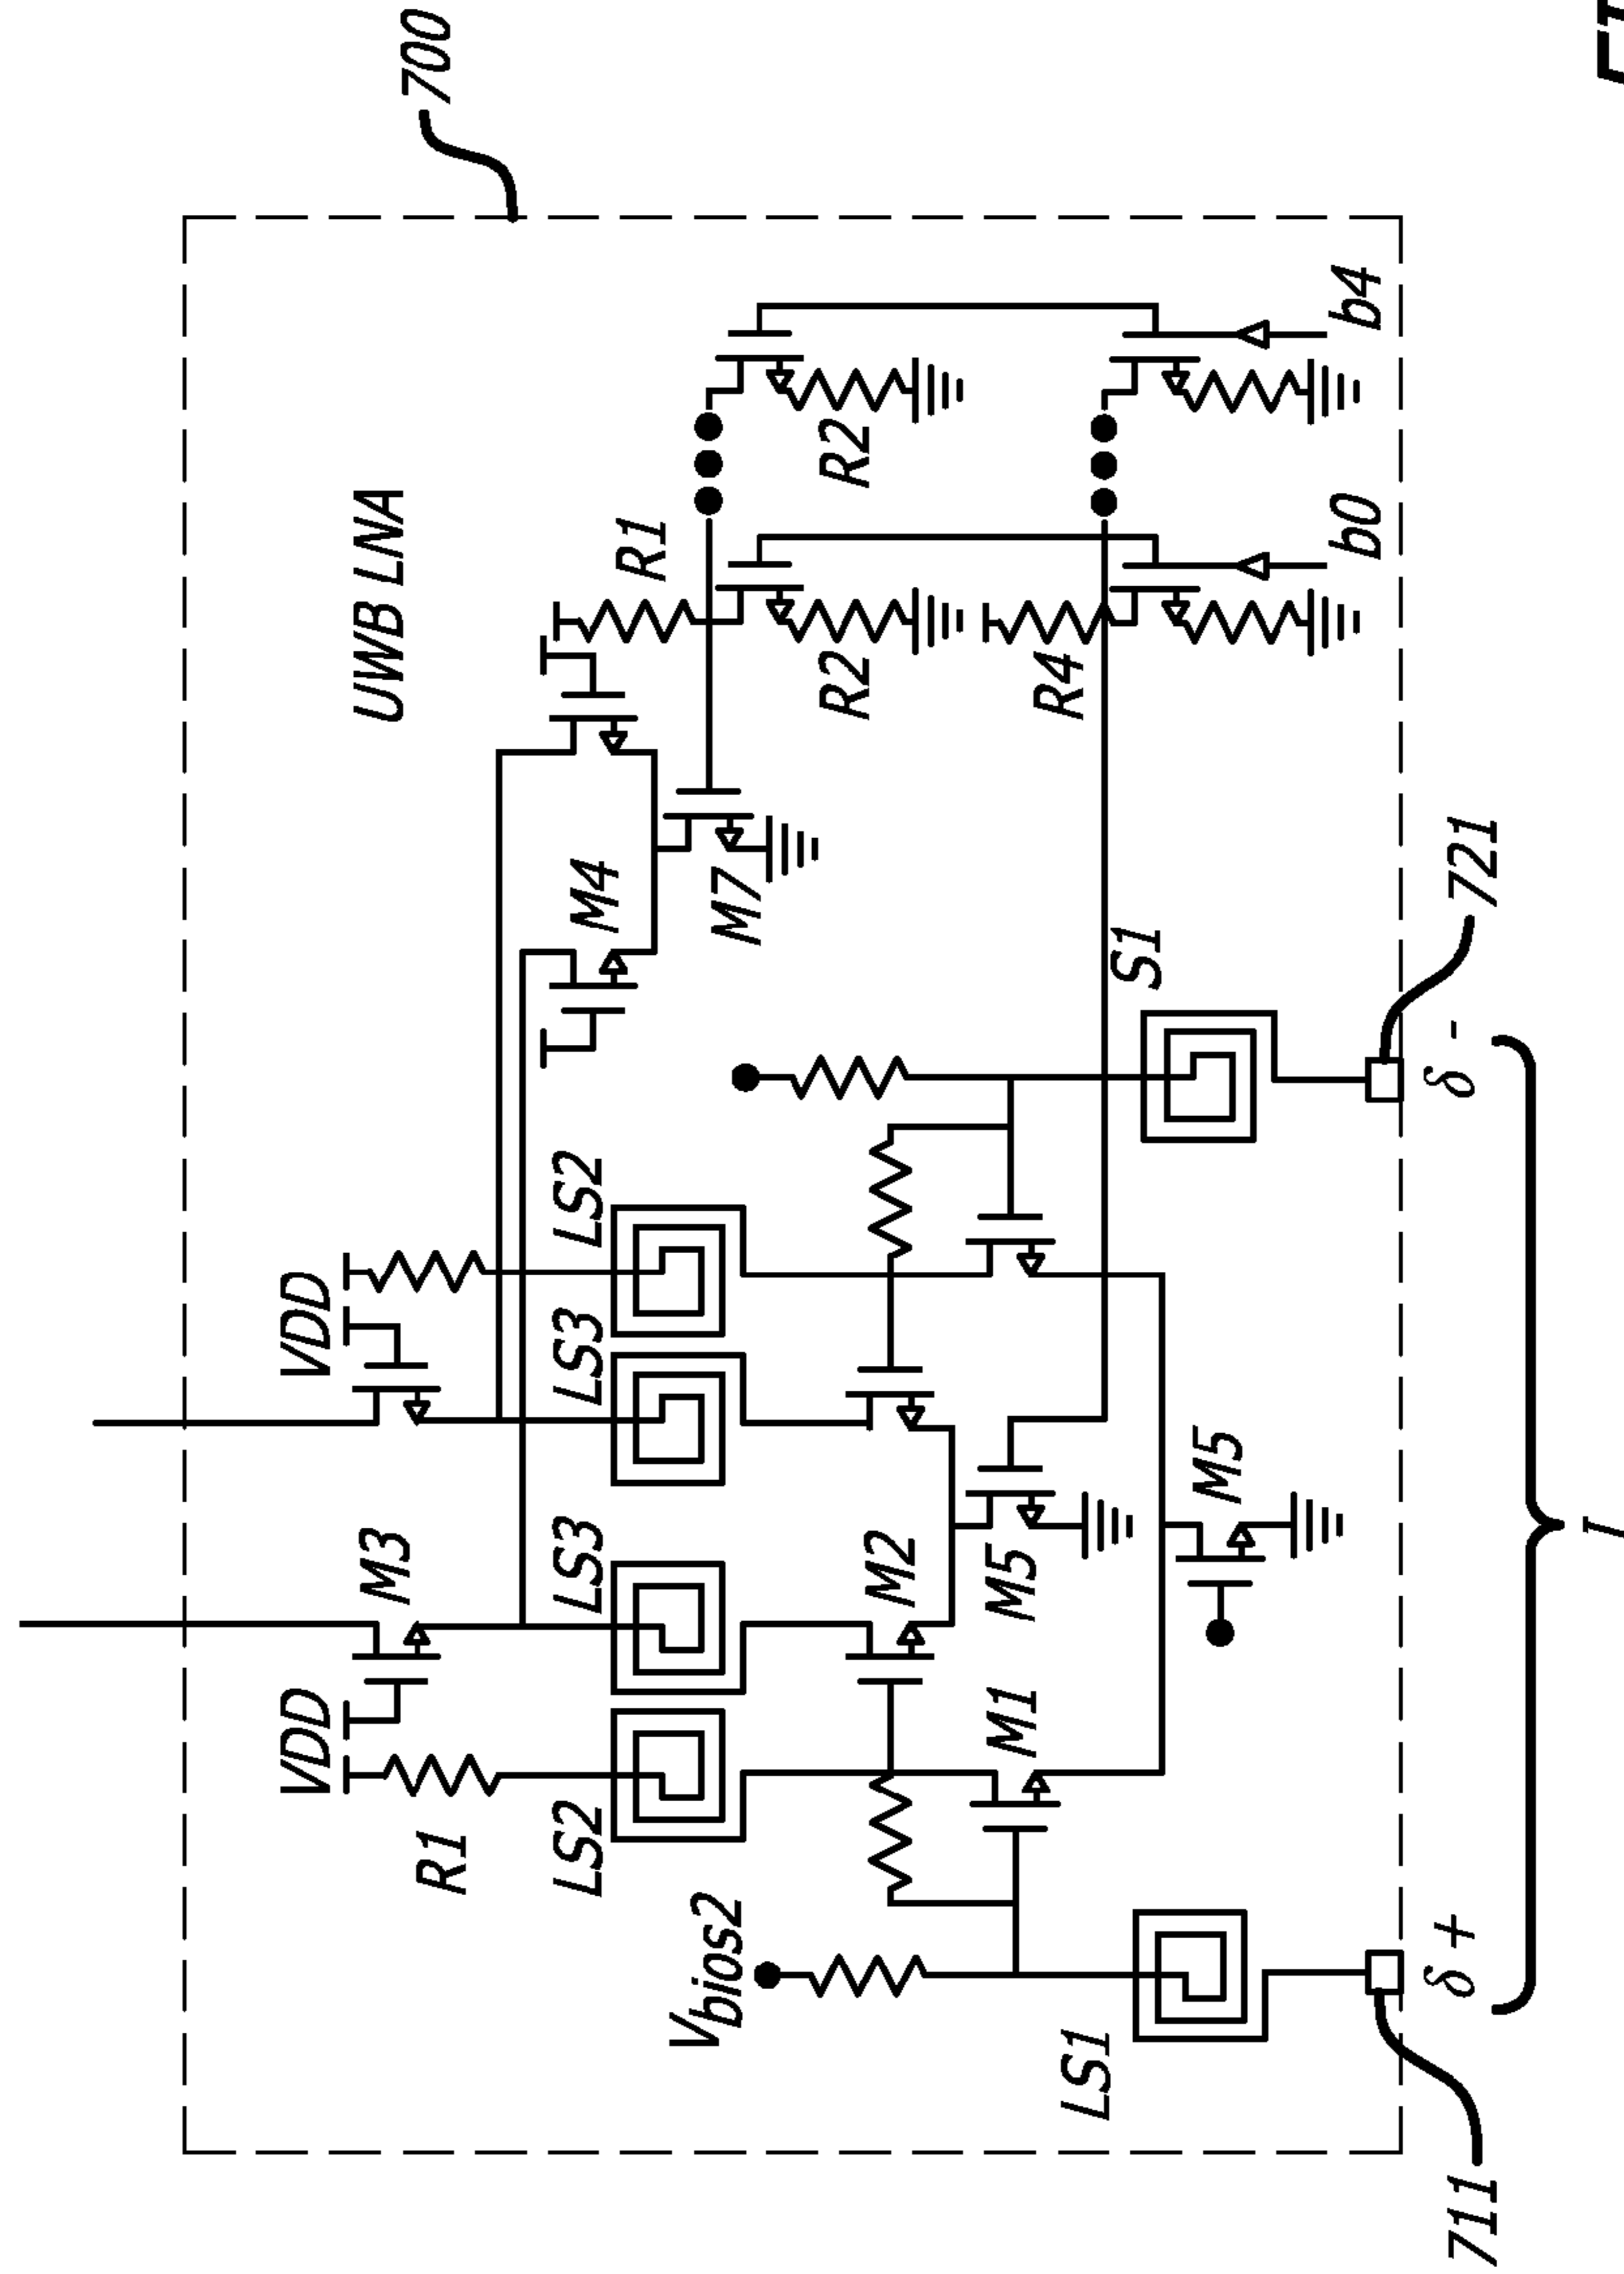 700
UWB LNA
VDD
VDD
M3
R1
LS2
LS3
LS3
LS2
M4
R1
Vbios2
M2
M7
R2
R2
M1
M5
R4
LS1
M5
S1
b0
b4
711
δ +
δ -
721